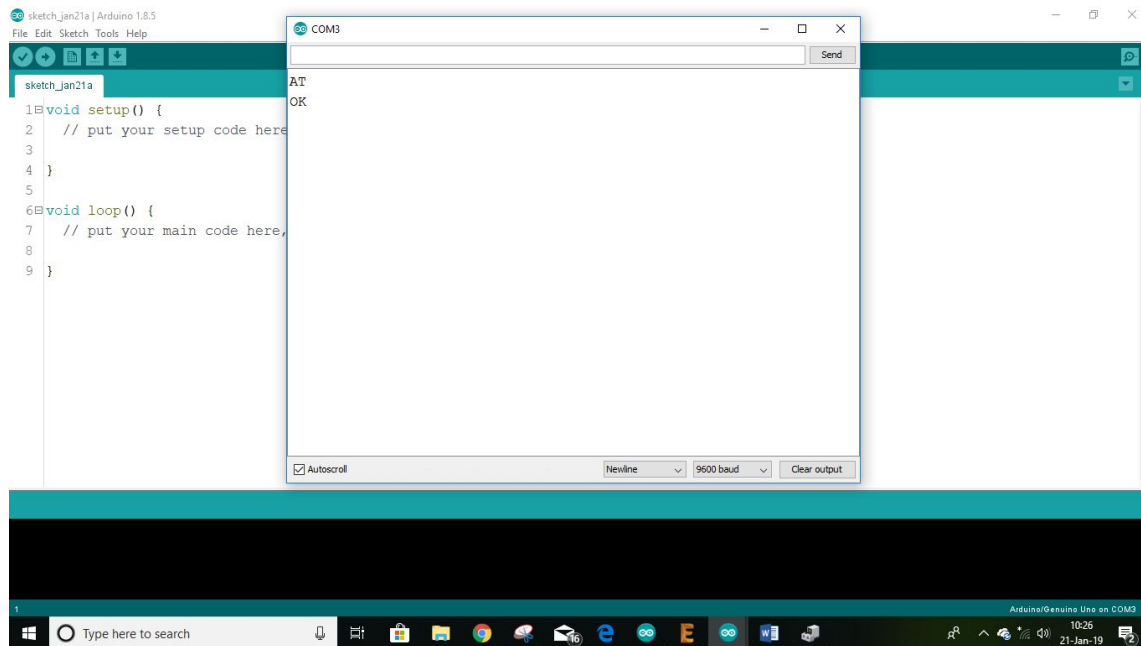 sketch_jan21a | Arduino 1.8.5
File Edit Sketch Tools Help
sketch_jan21a
1 void setup() {
2 // put your setup code here
3
4 }
5
6 void loop() {
7 // put your main code here,
8
9 }
COM3
Send
AT
OK
Autoscroll
Newline
9600 baud
Clear output
1
Arduino/Genuino Uno on COM3
Type here to search
16
E
W
10:26
21-Jan-19
2